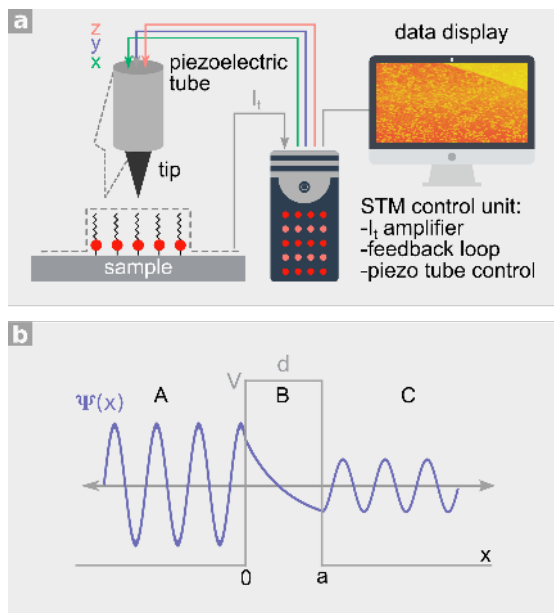 a
z
y
x
piezoelectric
tube
tip
sample
Iₜ
data display
STM control unit:
-Iₜ amplifier
-feedback loop
-piezo tube control
b
Ψ(x)
A
V
d
B
C
0
a
x